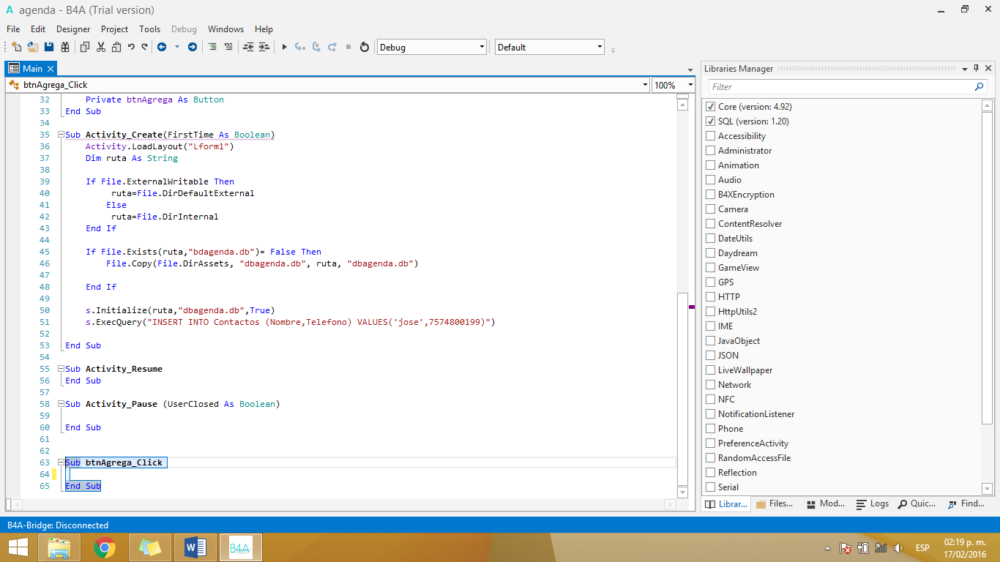 A agenda - B4A (Trial version)
File Edit Designer Project Tools Debug Windows Help
Debug Default
Main
btnAgrega_Click 100%
32 Private btnAgrega As Button
33 End Sub
34
35 Sub Activity_Create(FirstTime As Boolean)
36 Activity.LoadLayout("Lform1")
37 Dim ruta As String
38
39 If File.ExternalWritable Then
40 ruta=File.DirDefaultExternal
41 Else
42 ruta=File.DirInternal
43 End If
44
45 If File.Exists(ruta,"bdagenda.db")= False Then
46 File.Copy(File.DirAssets, "dbagenda.db", ruta, "dbagenda.db")
47
48 End If
49
50 s.Initialize(ruta,"dbagenda.db",True)
51 s.ExecQuery("INSERT INTO Contactos (Nombre,Telefono) VALUES('jose',7574800199)")
52
53 End Sub
54
55 Sub Activity_Resume
56 End Sub
57
58 Sub Activity_Pause (UserClosed As Boolean)
59
60 End Sub
61
62
63 Sub btnAgrega_Click
64
65 End Sub
Libraries Manager
Filter
Core (version: 4.92)
SQL (version: 1.20)
Accessibility
Administrator
Animation
Audio
B4XEncryption
Camera
ContentResolver
DateUtils
Daydream
GameView
GPS
HTTP
HttpUtils2
IME
JavaObject
JSON
LiveWallpaper
Network
NFC
NotificationListener
Phone
PreferenceActivity
RandomAccessFile
Reflection
Serial
Librar... Files... Mod... Logs Quic... Find...
B4A-Bridge: Disconnected
B4A
ESP
02:19 p. m.
17/02/2016